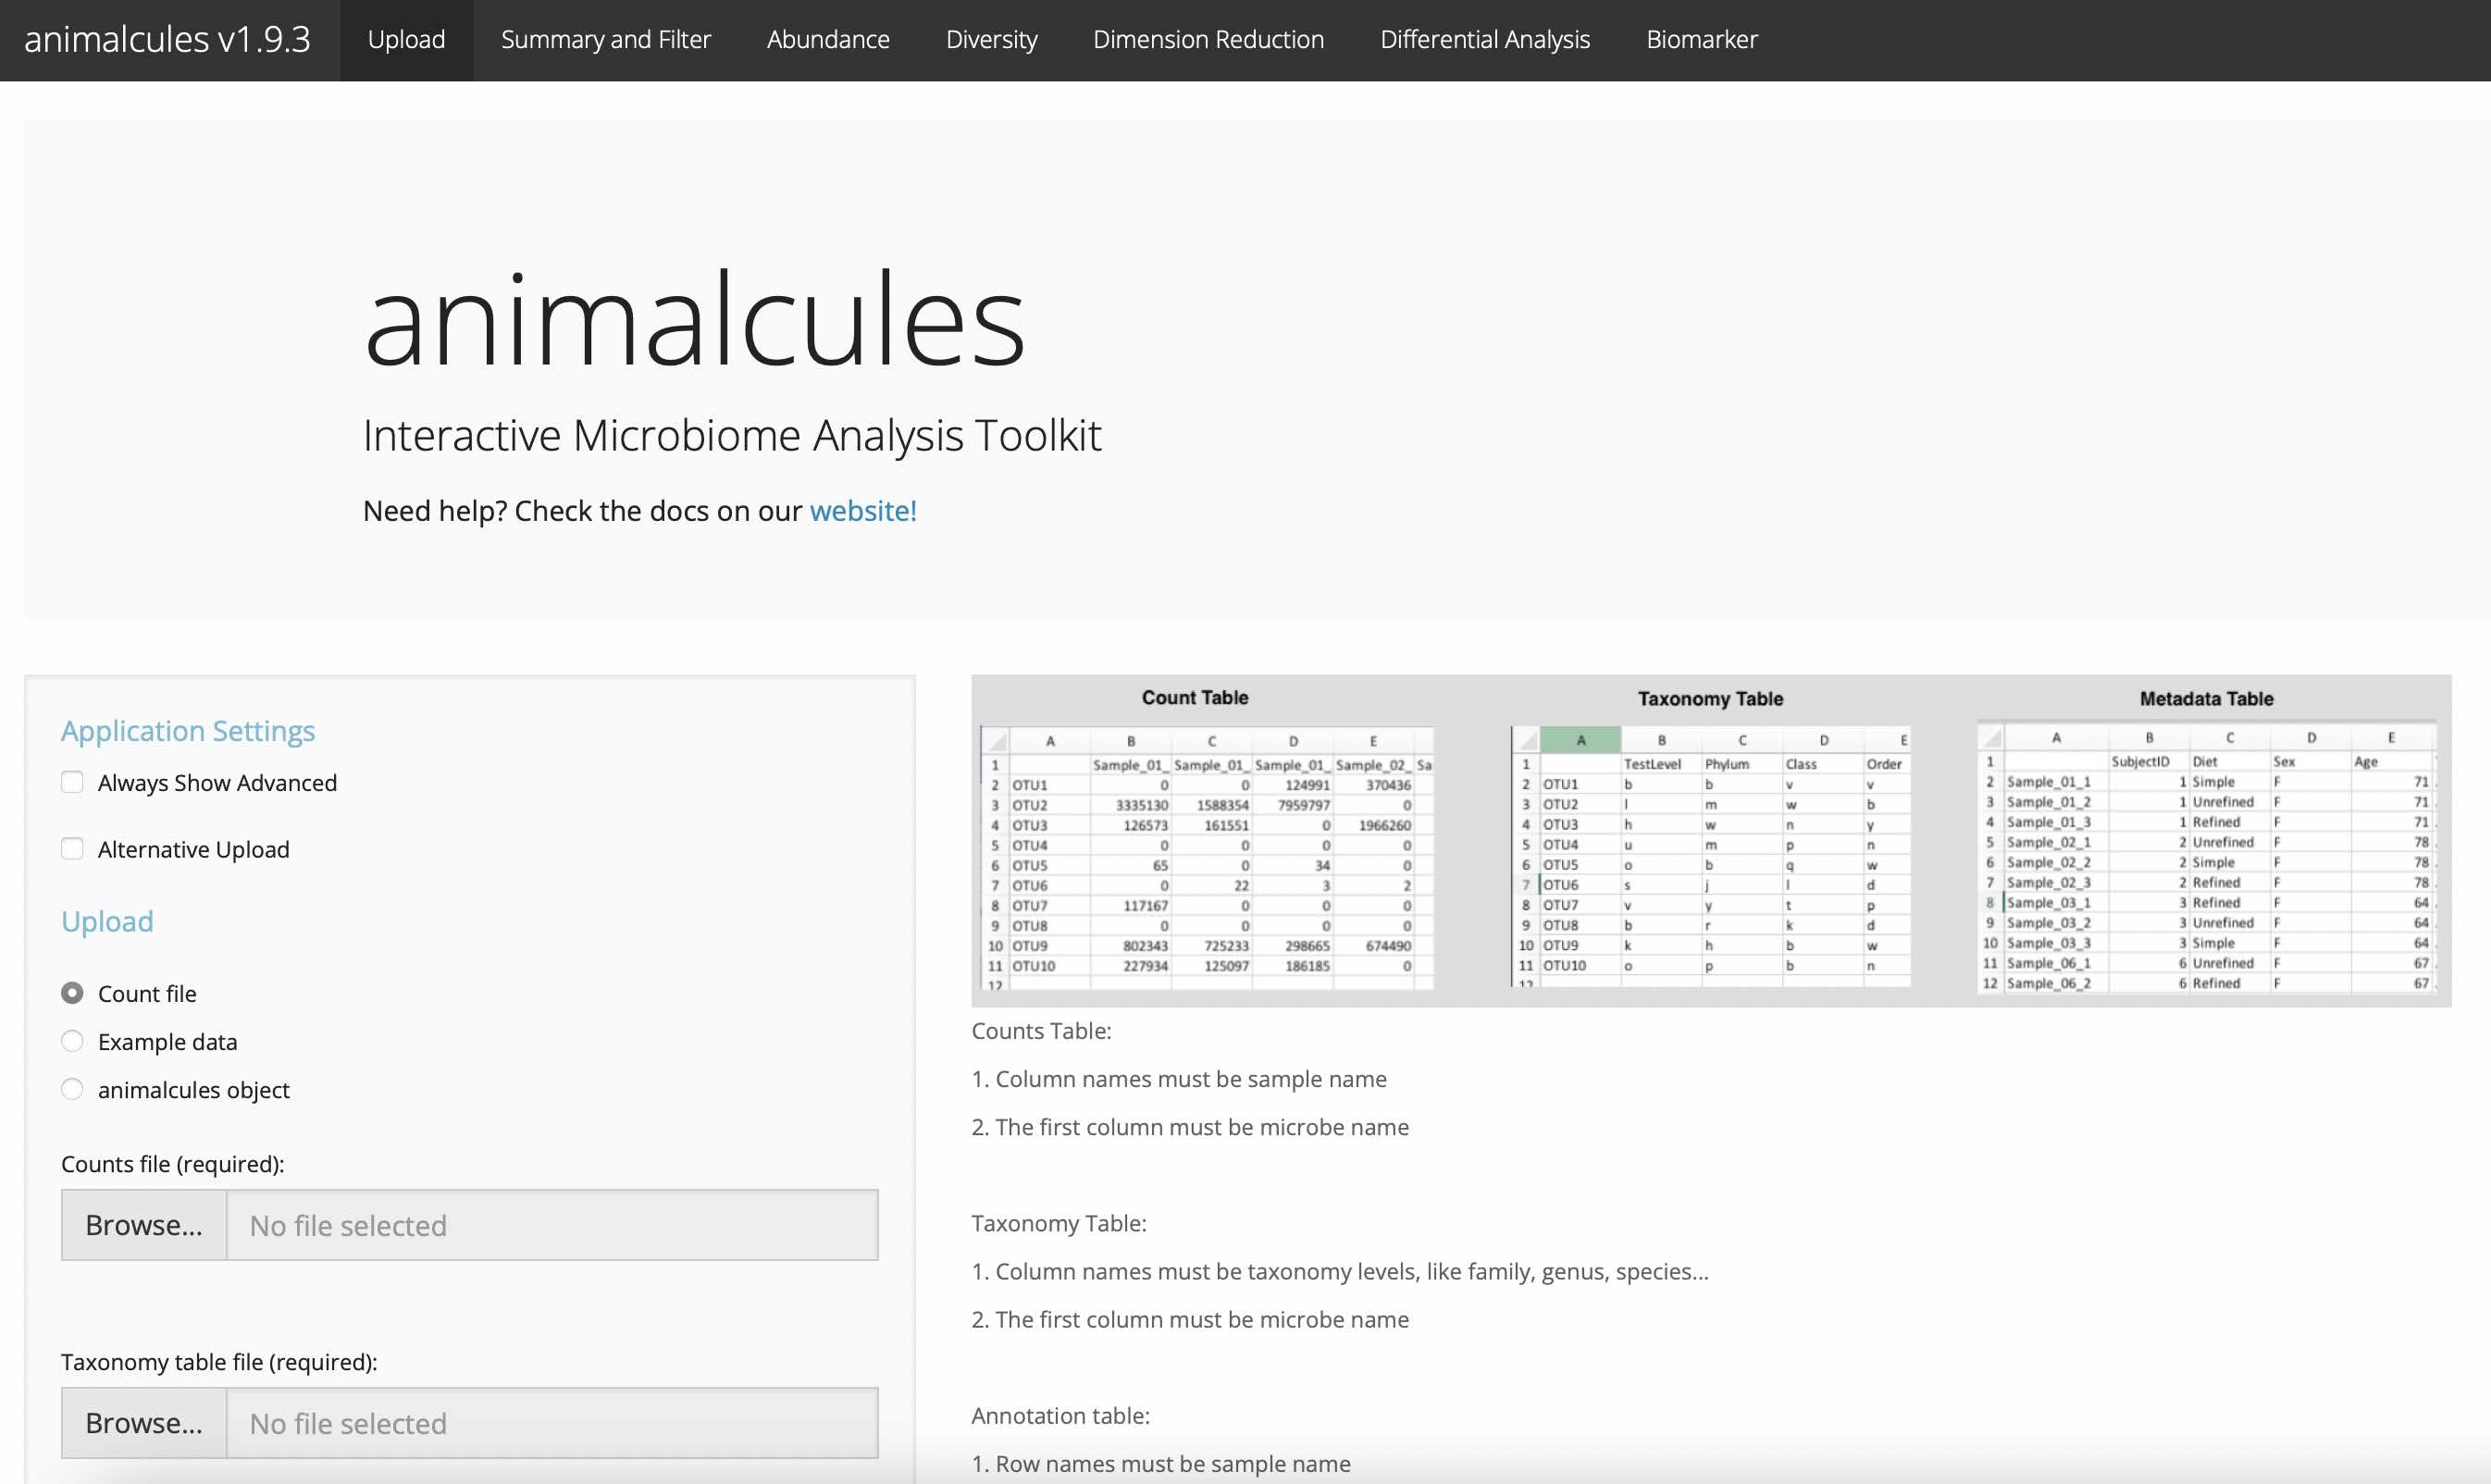 animalcules v1.9.3 Upload Summary and Filter Abundance Diversity Dimension Reduction Differential Analysis Biomarker
animalcules
Interactive Microbiome Analysis Toolkit
Need help? Check the docs on our website!
Application Settings
Always Show Advanced
Alternative Upload
Upload
Count file
Example data
animalcules object
Counts file (required):
Browse... No file selected
Taxonomy table file (required):
Browse... No file selected
Count Table
A B C D E
1 Sample_01_ Sample_01_ Sample_01_ Sample_02_ Sa
2 OTU1 0 0 124991 370436
3 OTU2 3335130 1588354 7959797 0
4 OTU3 126573 161551 0 1966260
5 OTU4 0 0 0 0
6 OTU5 65 0 34 0
7 OTU6 0 22 3 2
8 OTU7 117167 0 0 0
9 OTU8 0 0 0 0
10 OTU9 802343 725233 298665 674490
11 OTU10 227934 125097 186185 0
12
Taxonomy Table
A B C D E
1 TestLevel Phylum Class Order
2 OTU1 b b v v
3 OTU2 l m w b
4 OTU3 h w n y
5 OTU4 u m p n
6 OTU5 o b q w
7 OTU6 s j l d
8 OTU7 v y t p
9 OTU8 b r k d
10 OTU9 k h b w
11 OTU10 o p b n
12
Metadata Table
A B C D E
1 SubjectID Diet Sex Age
2 Sample_01_1 1 Simple F 71
3 Sample_01_2 1 Unrefined F 71
4 Sample_01_3 1 Refined F 71
5 Sample_02_1 2 Unrefined F 78
6 Sample_02_2 2 Simple F 78
7 Sample_02_3 2 Refined F 78
8 Sample_03_1 3 Refined F 64
9 Sample_03_2 3 Unrefined F 64
10 Sample_03_3 3 Simple F 64
11 Sample_06_1 6 Unrefined F 67
12 Sample_06_2 6 Refined F 67
Counts Table:
1. Column names must be sample name
2. The first column must be microbe name
Taxonomy Table:
1. Column names must be taxonomy levels, like family, genus, species...
2. The first column must be microbe name
Annotation table:
1. Row names must be sample name